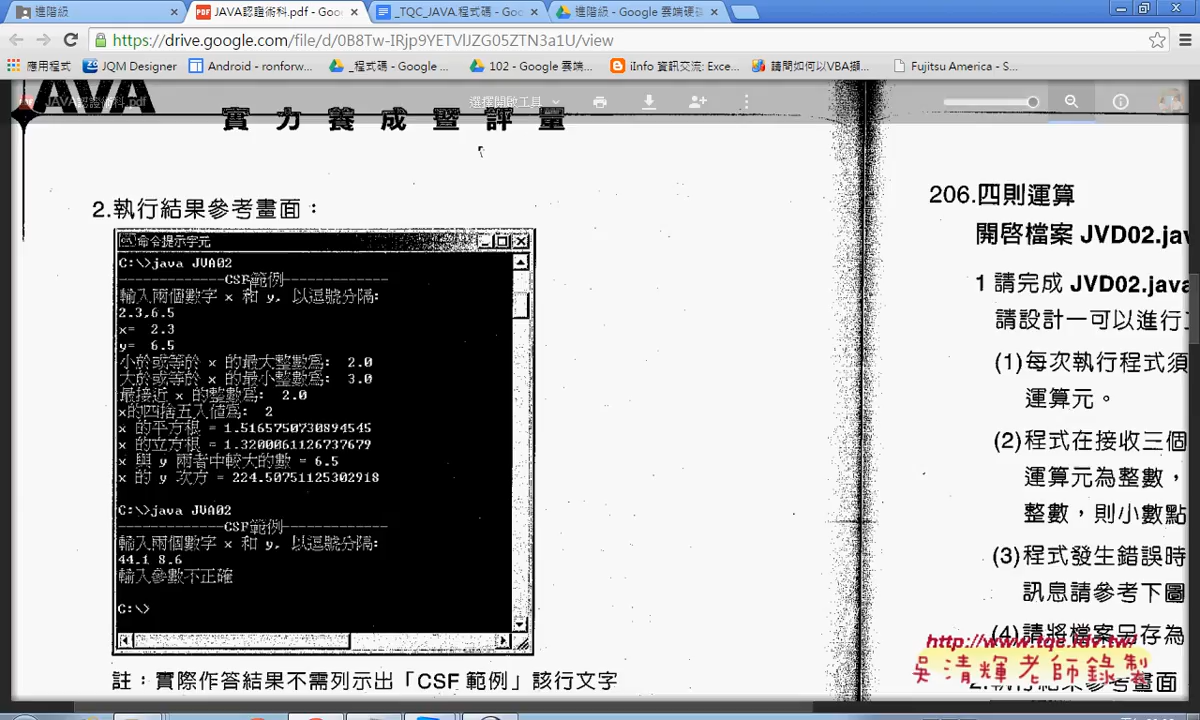 進階級
JAVA認證術科.pdf - Goo
_TQC_JAVA.程式碼 - Go
進階級 - Google 雲端硬碟
https://drive.google.com/file/d/0B8Tw-IRjp9YETVlJZG05ZTN3a1U/view
應用程式
JQM Designer
Android - ronforw...
_程式碼 - Google ...
102 - Google 雲端...
iInfo 資訊交流: Exce...
請問如何以VBA擷...
Fujitsu America - S...
JAVA
JAVA認證術科.pdf
選擇開啟工具
實力養成暨評量
2.執行結果參考畫面：
命令提示字元
C:\>java JVA02
-------------CSF範例-------------
輸入兩個數字 x 和 y, 以逗號分隔:
2.3,6.5
x= 2.3
y= 6.5
小於或等於 x 的最大整數為: 2.0
大於或等於 x 的最小整數為: 3.0
最接近 x 的整數為: 2.0
x的四捨五入值為: 2
x 的平方根 = 1.5165750730894545
x 的立方根 = 1.3200061126737679
x 與 y 兩者中較大的數 = 6.5
x 的 y 次方 = 224.50751125302918
C:\>java JVA02
-------------CSF範例-------------
輸入兩個數字 x 和 y, 以逗號分隔:
44.1 8.6
輸入參數不正確
C:\>
註：實際作答結果不需列示出「CSF 範例」該行文字
206.四則運算
開啓檔案 JVD02.jav
1 請完成 JVD02.java
請設計一可以進行
(1)每次執行程式須
運算元。
(2)程式在接收三個
運算元為整數，
整數，則小數點
(3)程式發生錯誤時
訊息請參考下圖
(4)請將檔案另存為
http://www.tqc.idv.tw/
吳清輝老師錄製
2.執行結果參考畫面